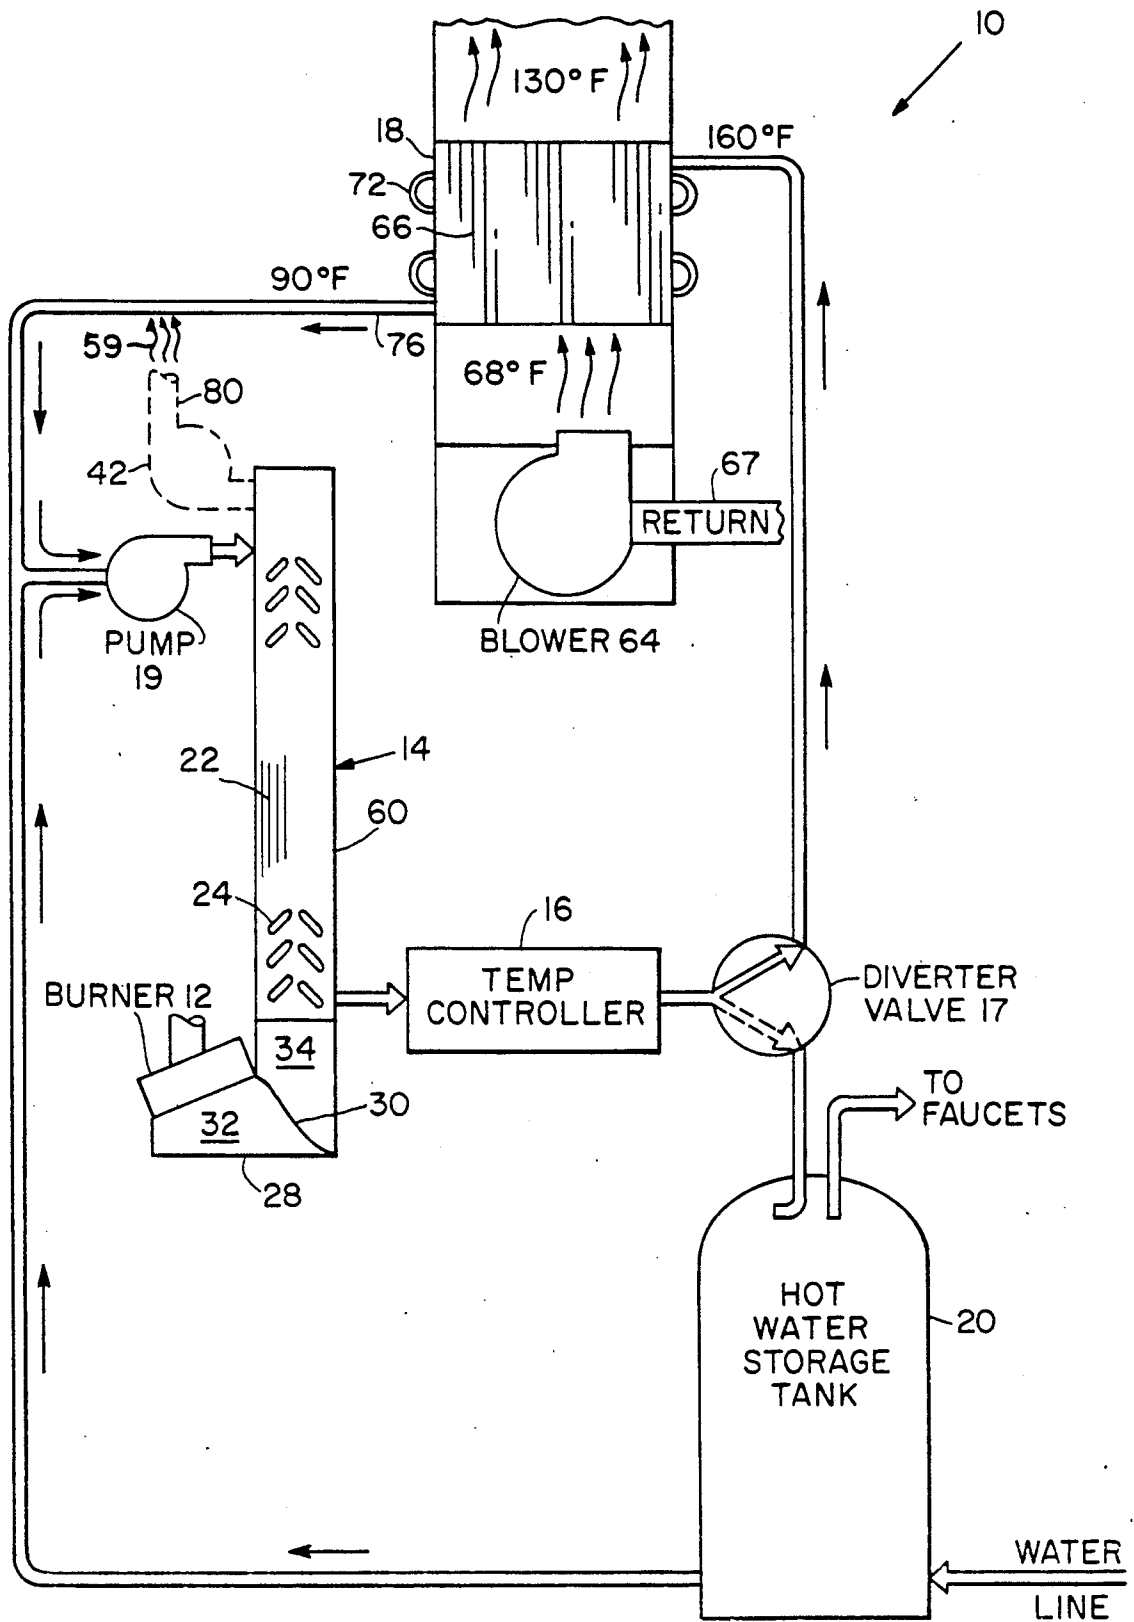 10
130°F
18
160°F
72
66
90°F
59
76
68°F
80
42
67
RETURN
PUMP
19
BLOWER 64
22
14
60
24
16
TEMP
CONTROLLER
DIVERTER
VALVE 17
BURNER 12
34
30
32
28
TO
FAUCETS
HOT
WATER
STORAGE
TANK
20
WATER
LINE